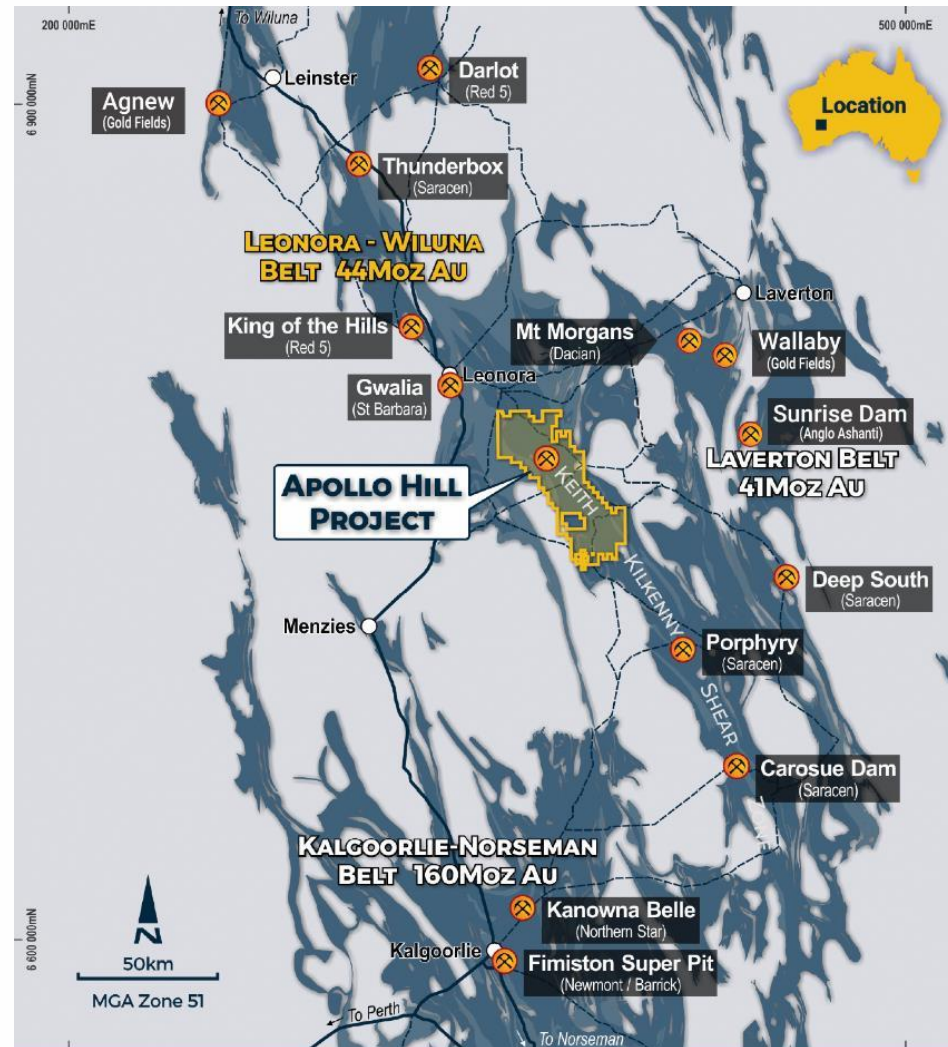 200 000mE
To Wiluna
500 000mE
Leinster
Darlot
(Red 5)
Agnew
(Gold Fields)
6 900 000mN
Location
Thunderbox
(Saracen)
LEONORA - WILUNA
BELT 44MOZ AU
Laverton
King of the Hills
(Red 5)
Mt Morgans
(Dacian)
Wallaby
(Gold Fields)
Leonora
Gwalia
(St Barbara)
Sunrise Dam
(Anglo Ashanti)
LAVERTON BELT
41MOZ AU
APOLLO HILL
PROJECT
KEITH
KILKENNY
SHEAR
ZONE
Deep South
(Saracen)
Menzies
Porphyry
(Saracen)
Carosue Dam
(Saracen)
KALGOORLIE-NORSEMAN
BELT 160MOZ AU
Kanowna Belle
(Northern Star)
6 600 000mN
N
50km
MGA Zone 51
Kalgoorlie
Fimiston Super Pit
(Newmont / Barrick)
To Perth
To Norseman